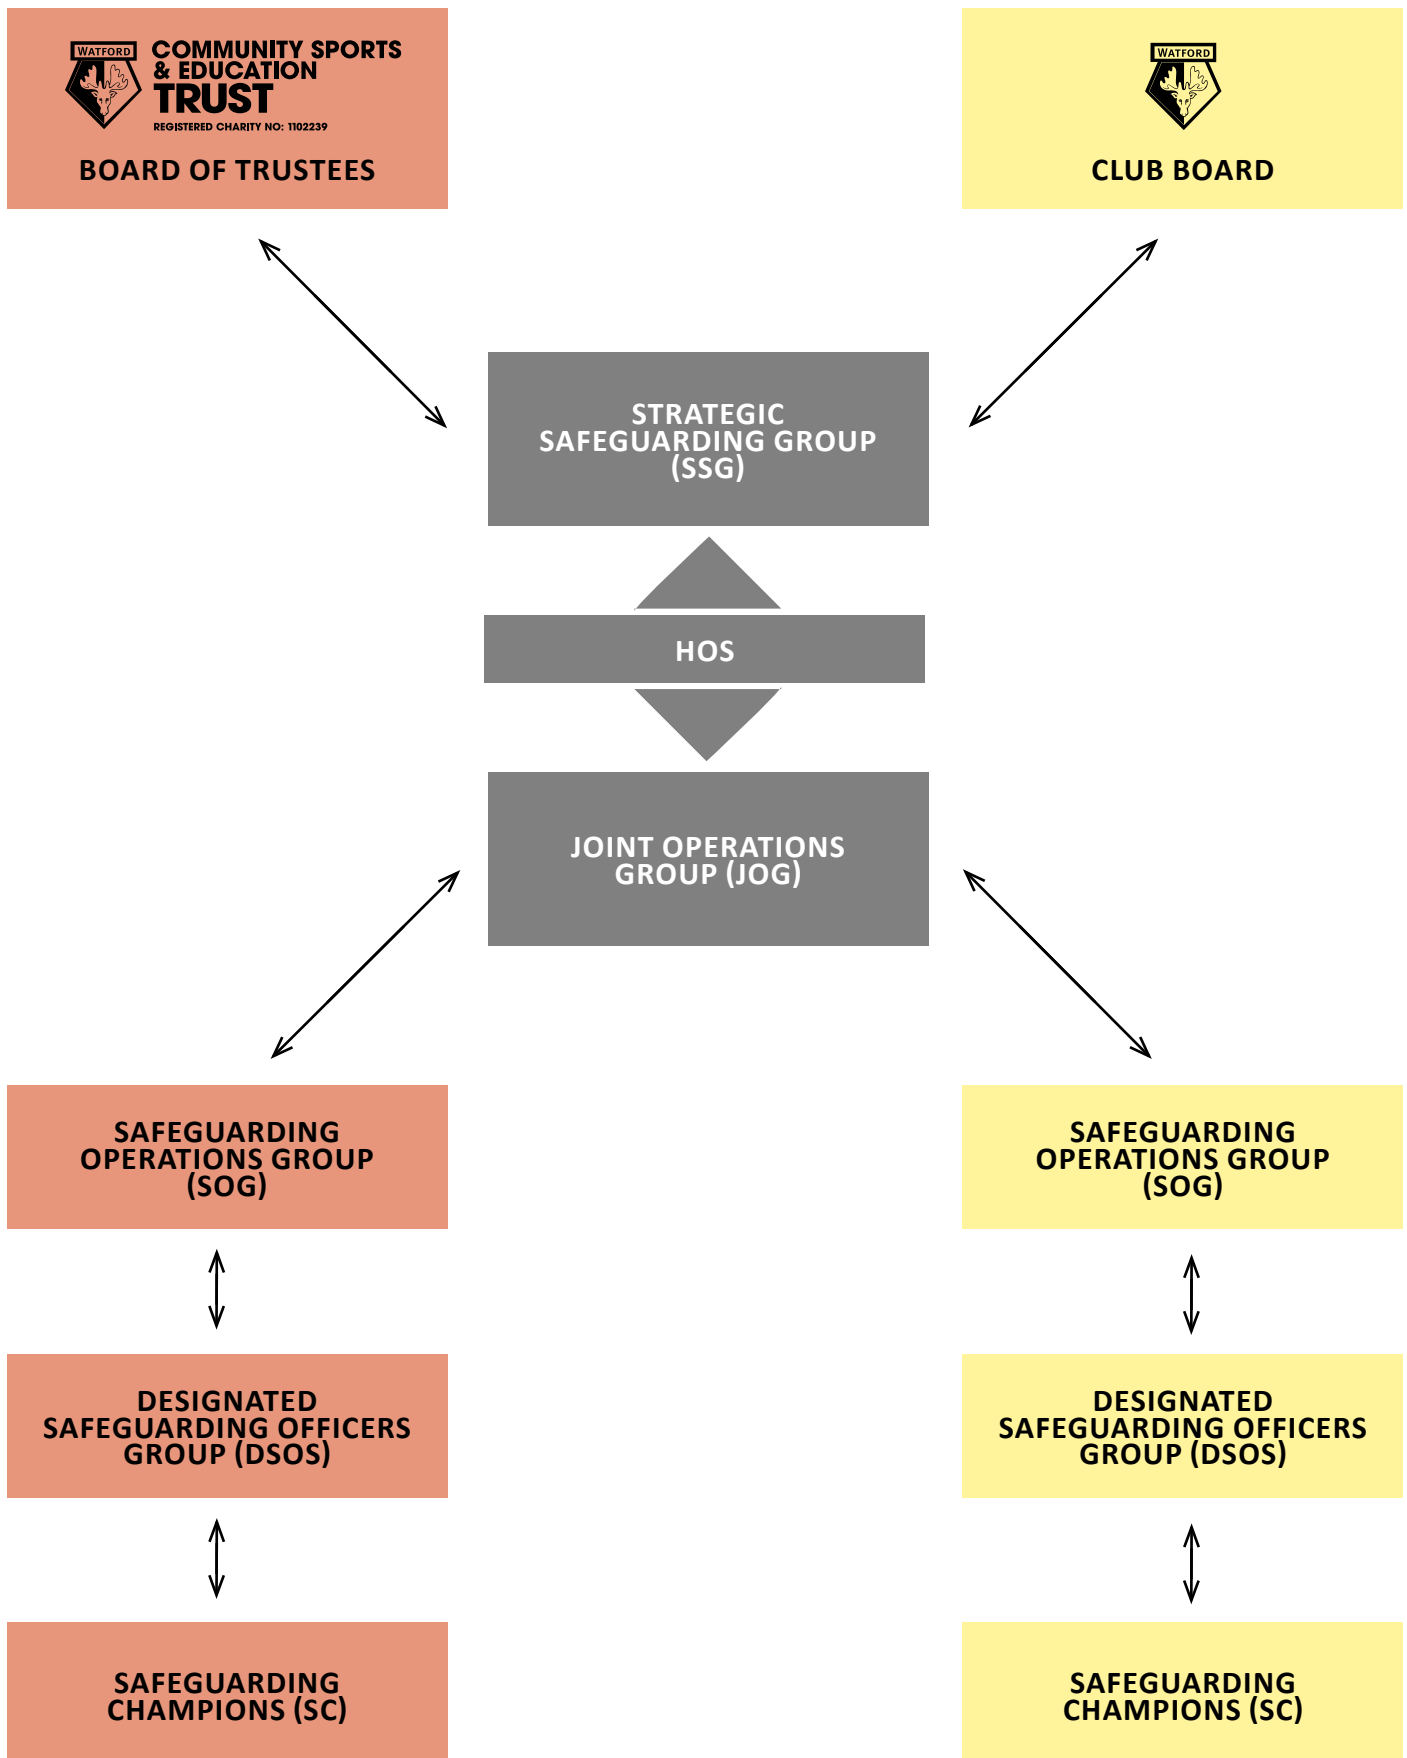 WATFORD
COMMUNITY SPORTS
& EDUCATION
TRUST
REGISTERED CHARITY NO: 1102239
BOARD OF TRUSTEES
WATFORD
CLUB BOARD
STRATEGIC
SAFEGUARDING GROUP
(SSG)
HOS
JOINT OPERATIONS
GROUP (JOG)
SAFEGUARDING
OPERATIONS GROUP
(SOG)
SAFEGUARDING
OPERATIONS GROUP
(SOG)
DESIGNATED
SAFEGUARDING OFFICERS
GROUP (DSOS)
DESIGNATED
SAFEGUARDING OFFICERS
GROUP (DSOS)
SAFEGUARDING
CHAMPIONS (SC)
SAFEGUARDING
CHAMPIONS (SC)